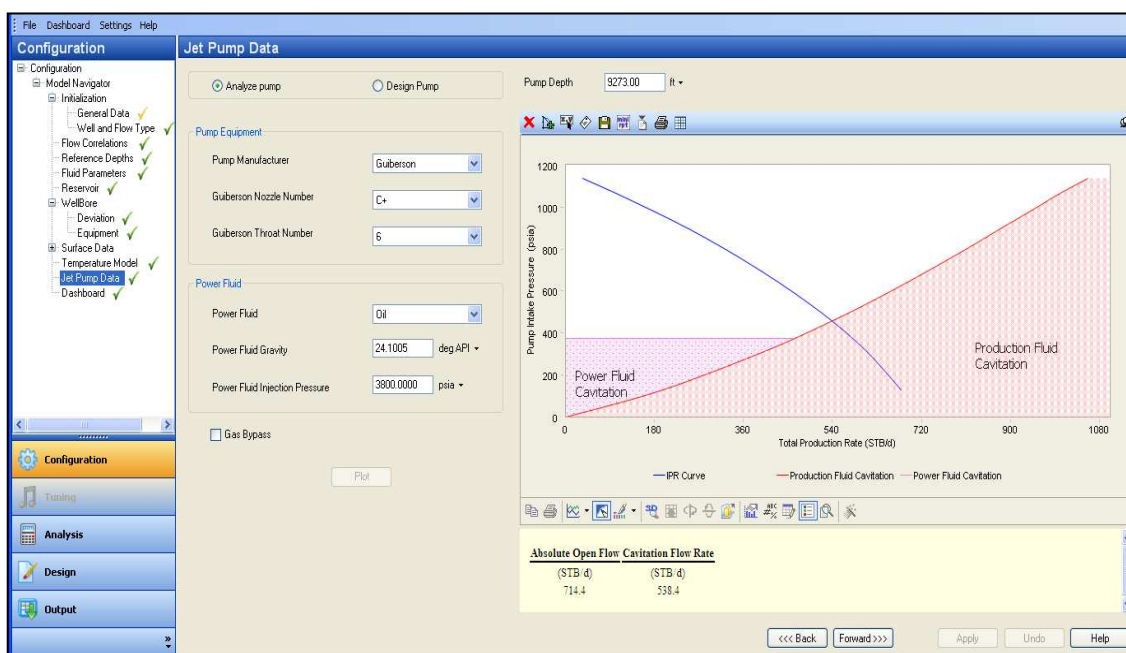 File Dashboard Settings Help
Configuration
Jet Pump Data
Configuration
Model Navigator
Initialization
General Data
Well and Flow Type
Flow Correlations
Reference Depths
Fluid Parameters
Reservoir
WellBore
Deviation
Equipment
Surface Data
Temperature Model
Jet Pump Data
Dashboard
Configuration
Tuning
Analysis
Design
Output
Analyze pump Design Pump
Pump Equipment
Pump Manufacturer Guiberson
Guiberson Nozzle Number C+
Guiberson Throat Number 6
Power Fluid
Power Fluid Oil
Power Fluid Gravity 24.1005 deg API
Power Fluid Injection Pressure 3800.0000 psia
Gas Bypass
Plot
Pump Depth 9273.00 ft
Pump Intake Pressure (psia)
1200
1000
800
600
400
200
0
Power Fluid
Cavitation
Production Fluid
Cavitation
0 180 360 540 720 900 1080
Total Production Rate (STB/d)
IPR Curve Production Fluid Cavitation Power Fluid Cavitation
3D
Absolute Open Flow Cavitation Flow Rate
(STB/d) (STB/d)
714.4 538.4
<<< Back Forward >>> Apply Undo Help